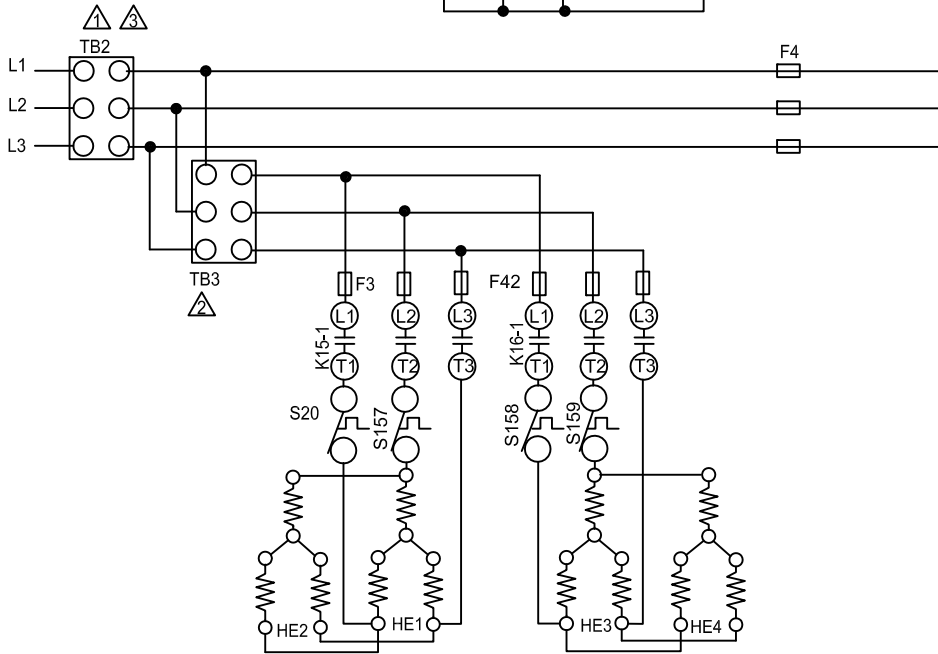 1 3
TB2
L1
F4
L2
L3
TB3
2
F3
F42
L1 L2 L3 L1 L2 L3
K15-1
K16-1
T1 T2 T3 T1 T2 T3
S20
S157
S158
S159
HE2 HE1 HE3 HE4